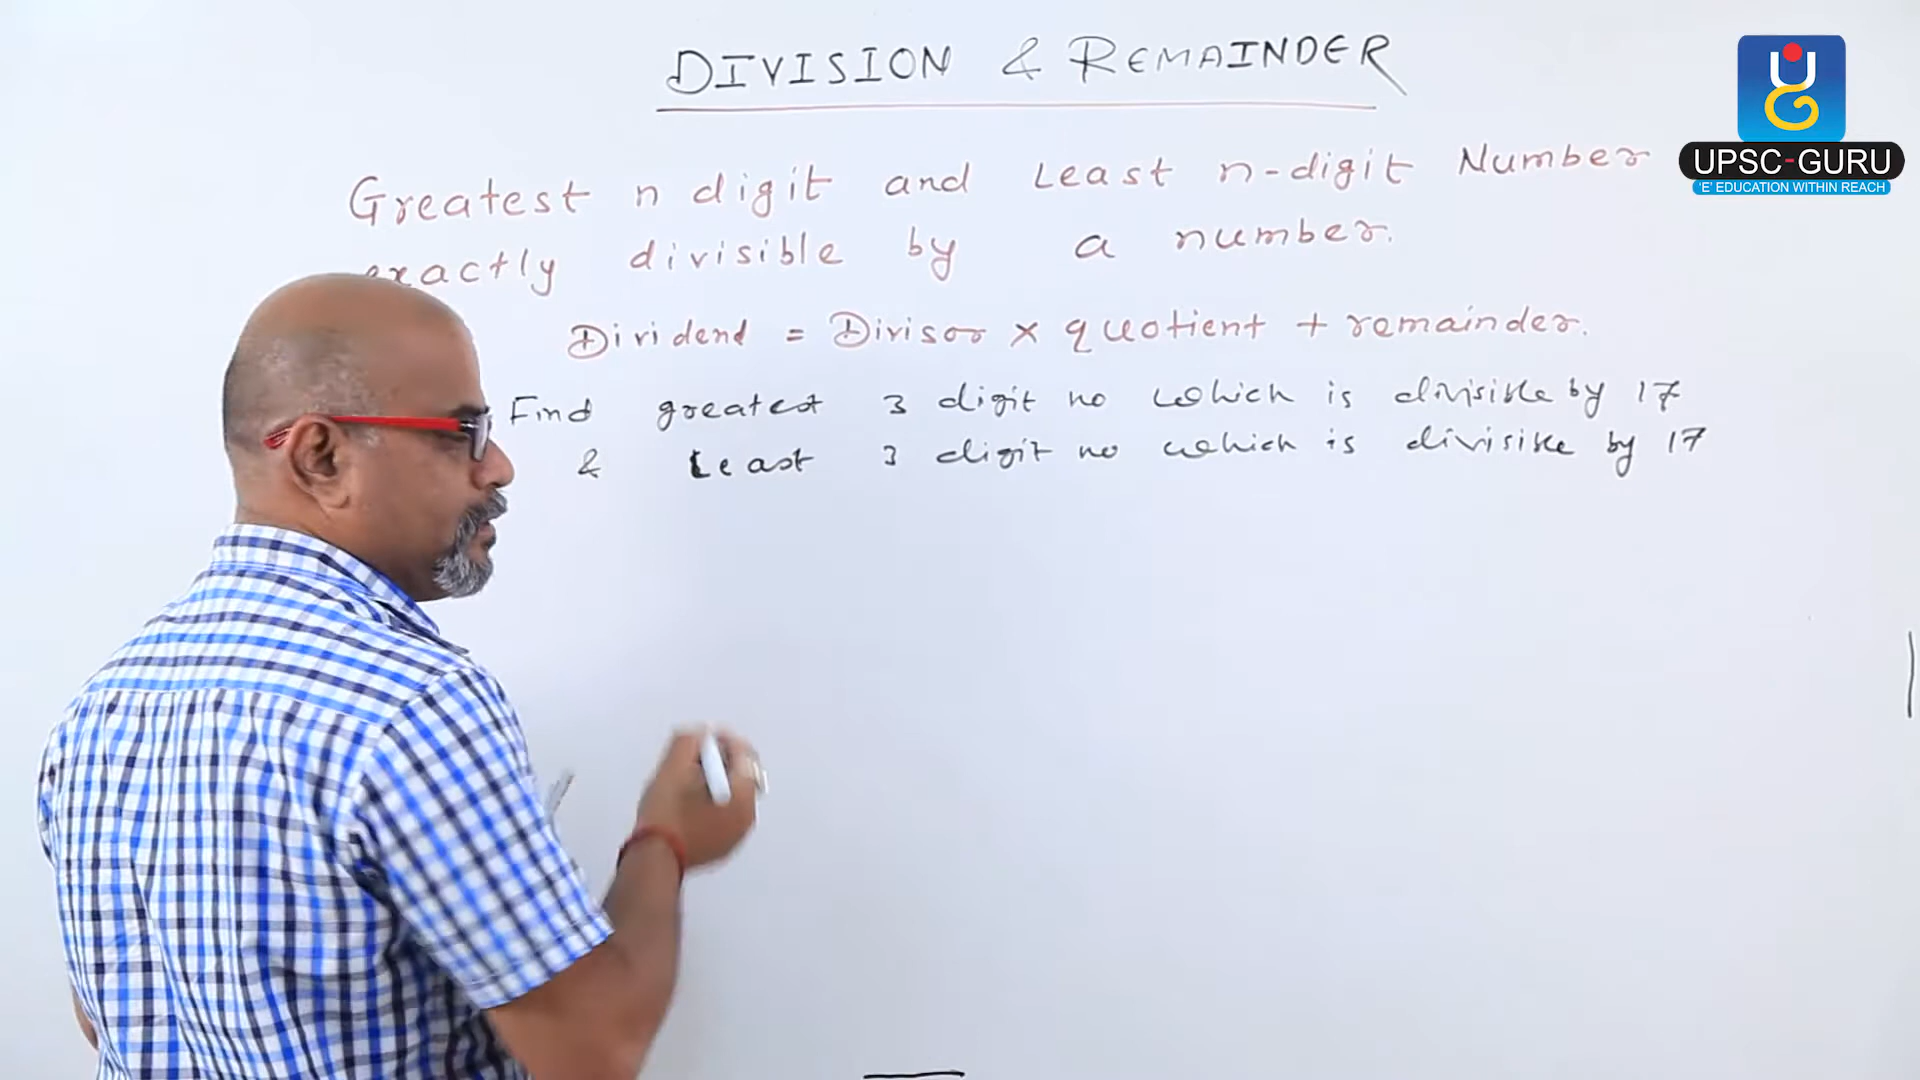 DIVISION & REMAINDER
UPSC-GURU
'E' EDUCATION WITHIN REACH
Greatest n digit and Least n-digit Number
exactly divisible by a number.
Dividend = Divisor × quotient + remainder.
Find greatest 3 digit no which is divisible by 17
& Least 3 digit no which is divisible by 17